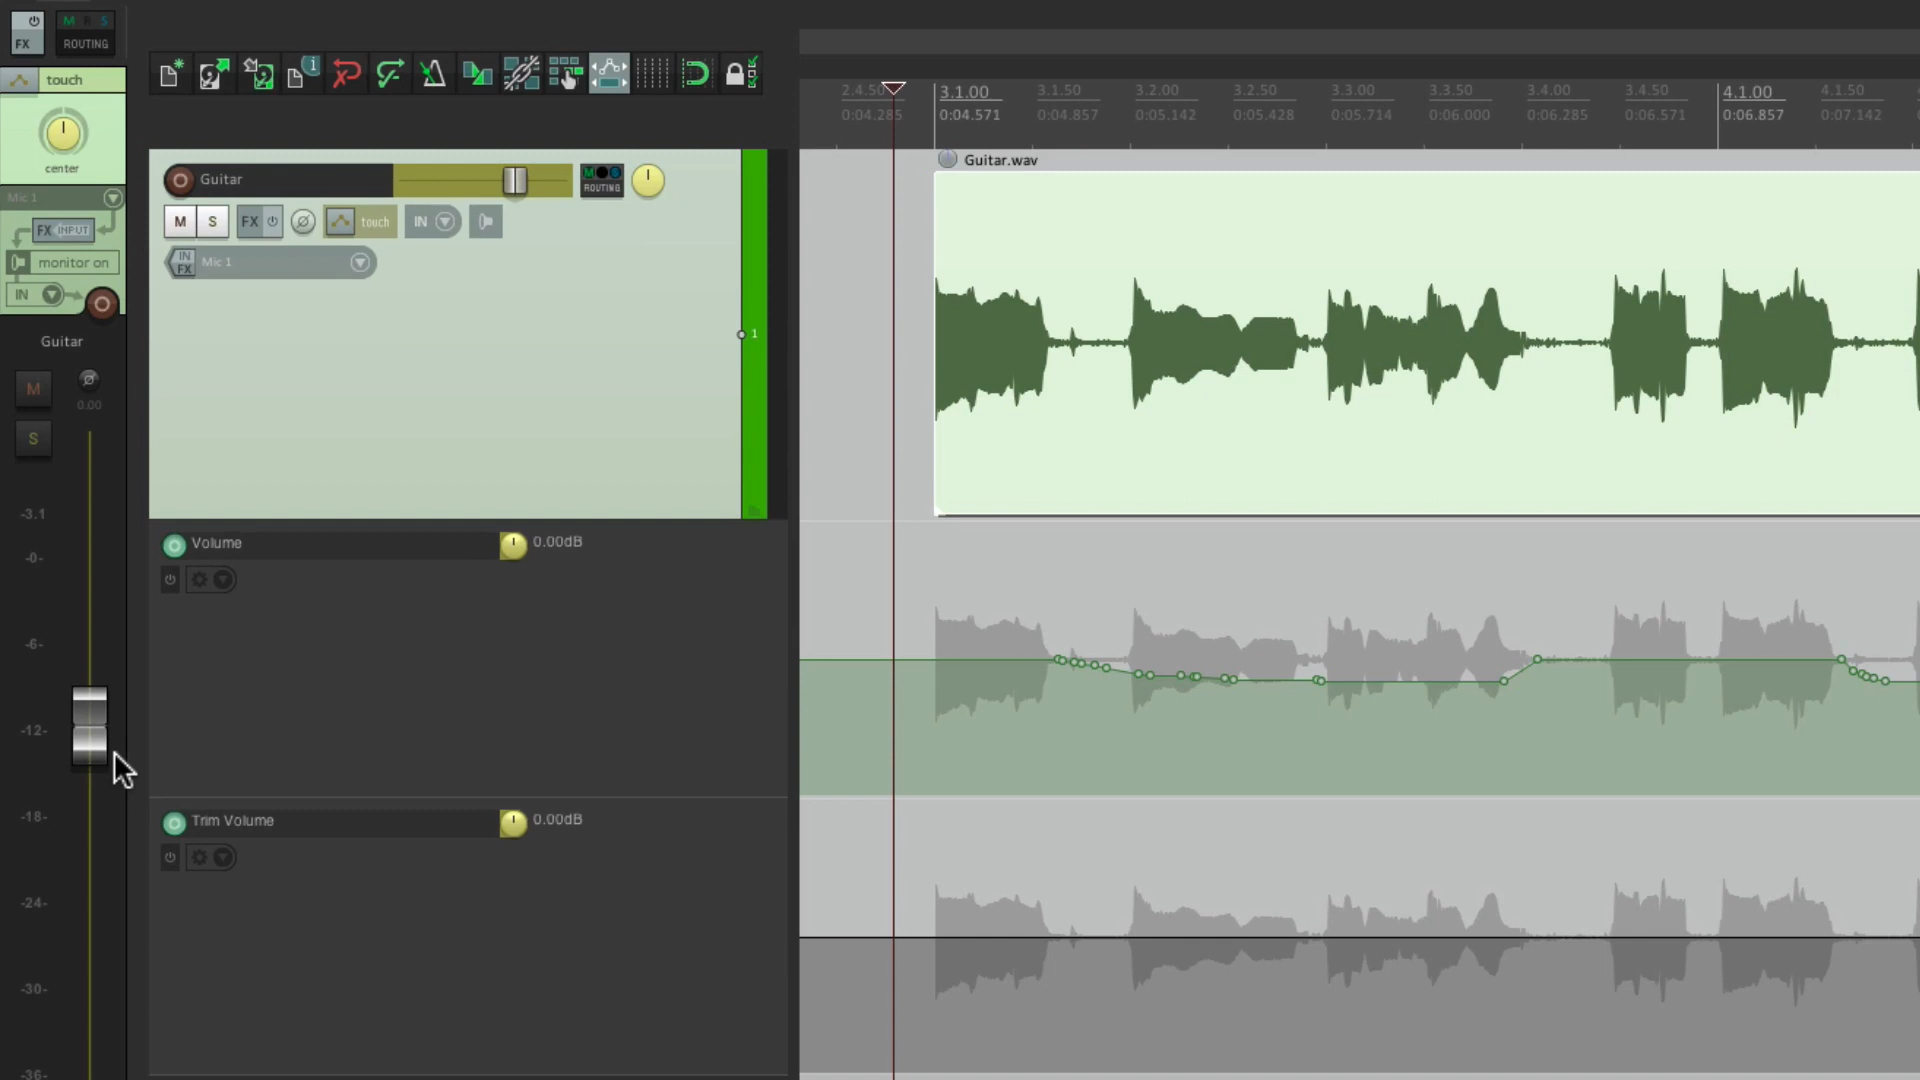 M R S
FX
ROUTING
touch
center
Mic 1
FX INPUT
monitor on
IN
Guitar
M
0.00
S
-3.1
-0-
-6-
-12-
-18-
-24-
-30-
-36-
i
Guitar
M S
ROUTING
M S FX touch IN
IN
FX
Mic 1
1
Volume 0.00dB
Trim Volume 0.00dB
2.4.50 3.1.00 3.1.50 3.2.00 3.2.50 3.3.00 3.3.50 3.4.00 3.4.50 4.1.00 4.1.50
0:04.285 0:04.571 0:04.857 0:05.142 0:05.428 0:05.714 0:06.000 0:06.285 0:06.571 0:06.857 0:07.142
Guitar.wav